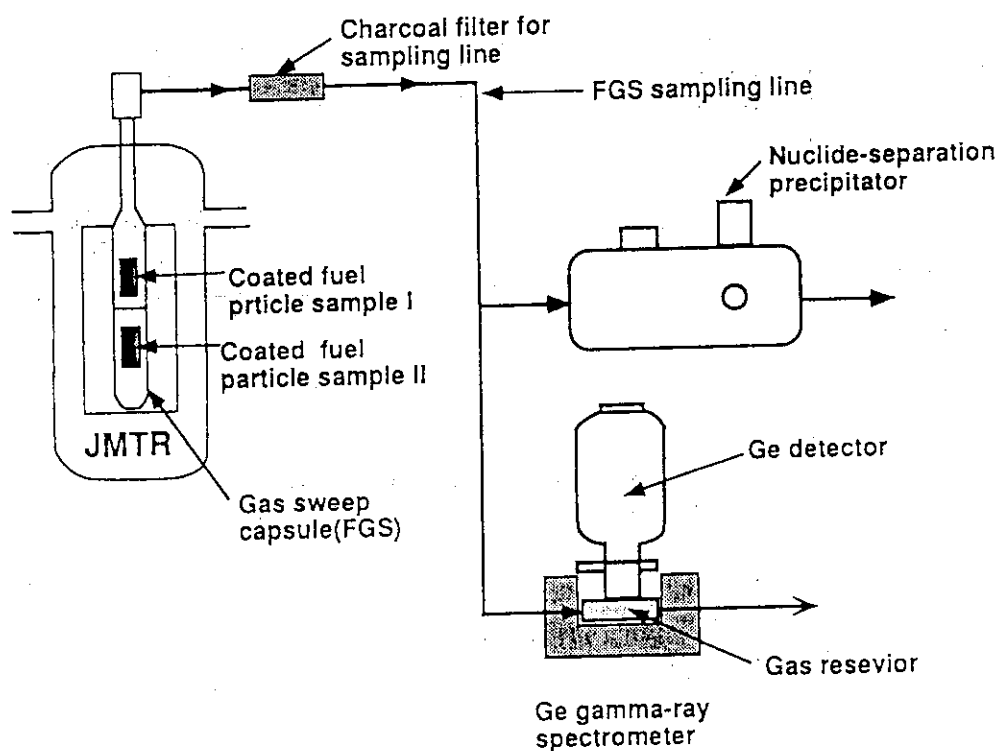 Charcoal filter for
sampling line
FGS sampling line
Nuclide-separation
precipitator
Coated fuel
prticle sample I
Coated fuel
particle sample II
JMTR
Gas sweep
capsule(FGS)
Ge detector
Gas resevior
Ge gamma-ray
spectrometer